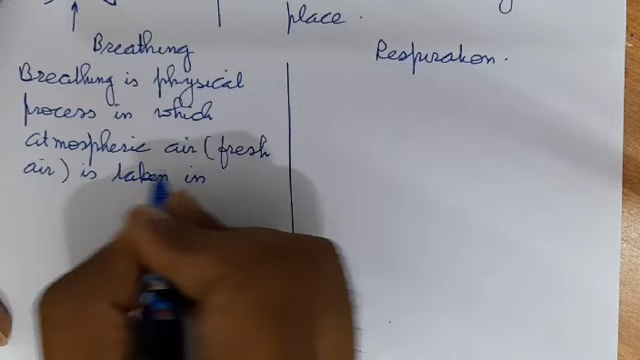 place.
Breathing
Respiration.
Breathing is physical
process in which
atmospheric air (fresh
air) is taken in